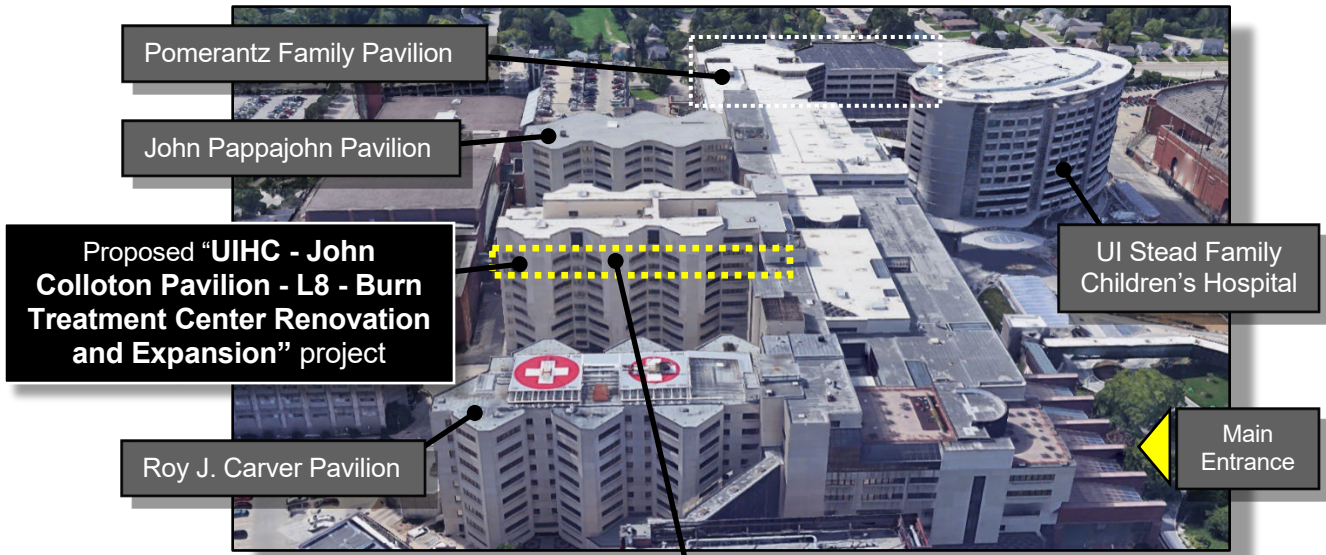 Pomerantz Family Pavilion
John Pappajohn Pavilion
Proposed “UIHC - John
Colloton Pavilion - L8 - Burn
Treatment Center Renovation
and Expansion” project
UI Stead Family
Children’s Hospital
Roy J. Carver Pavilion
Main
Entrance